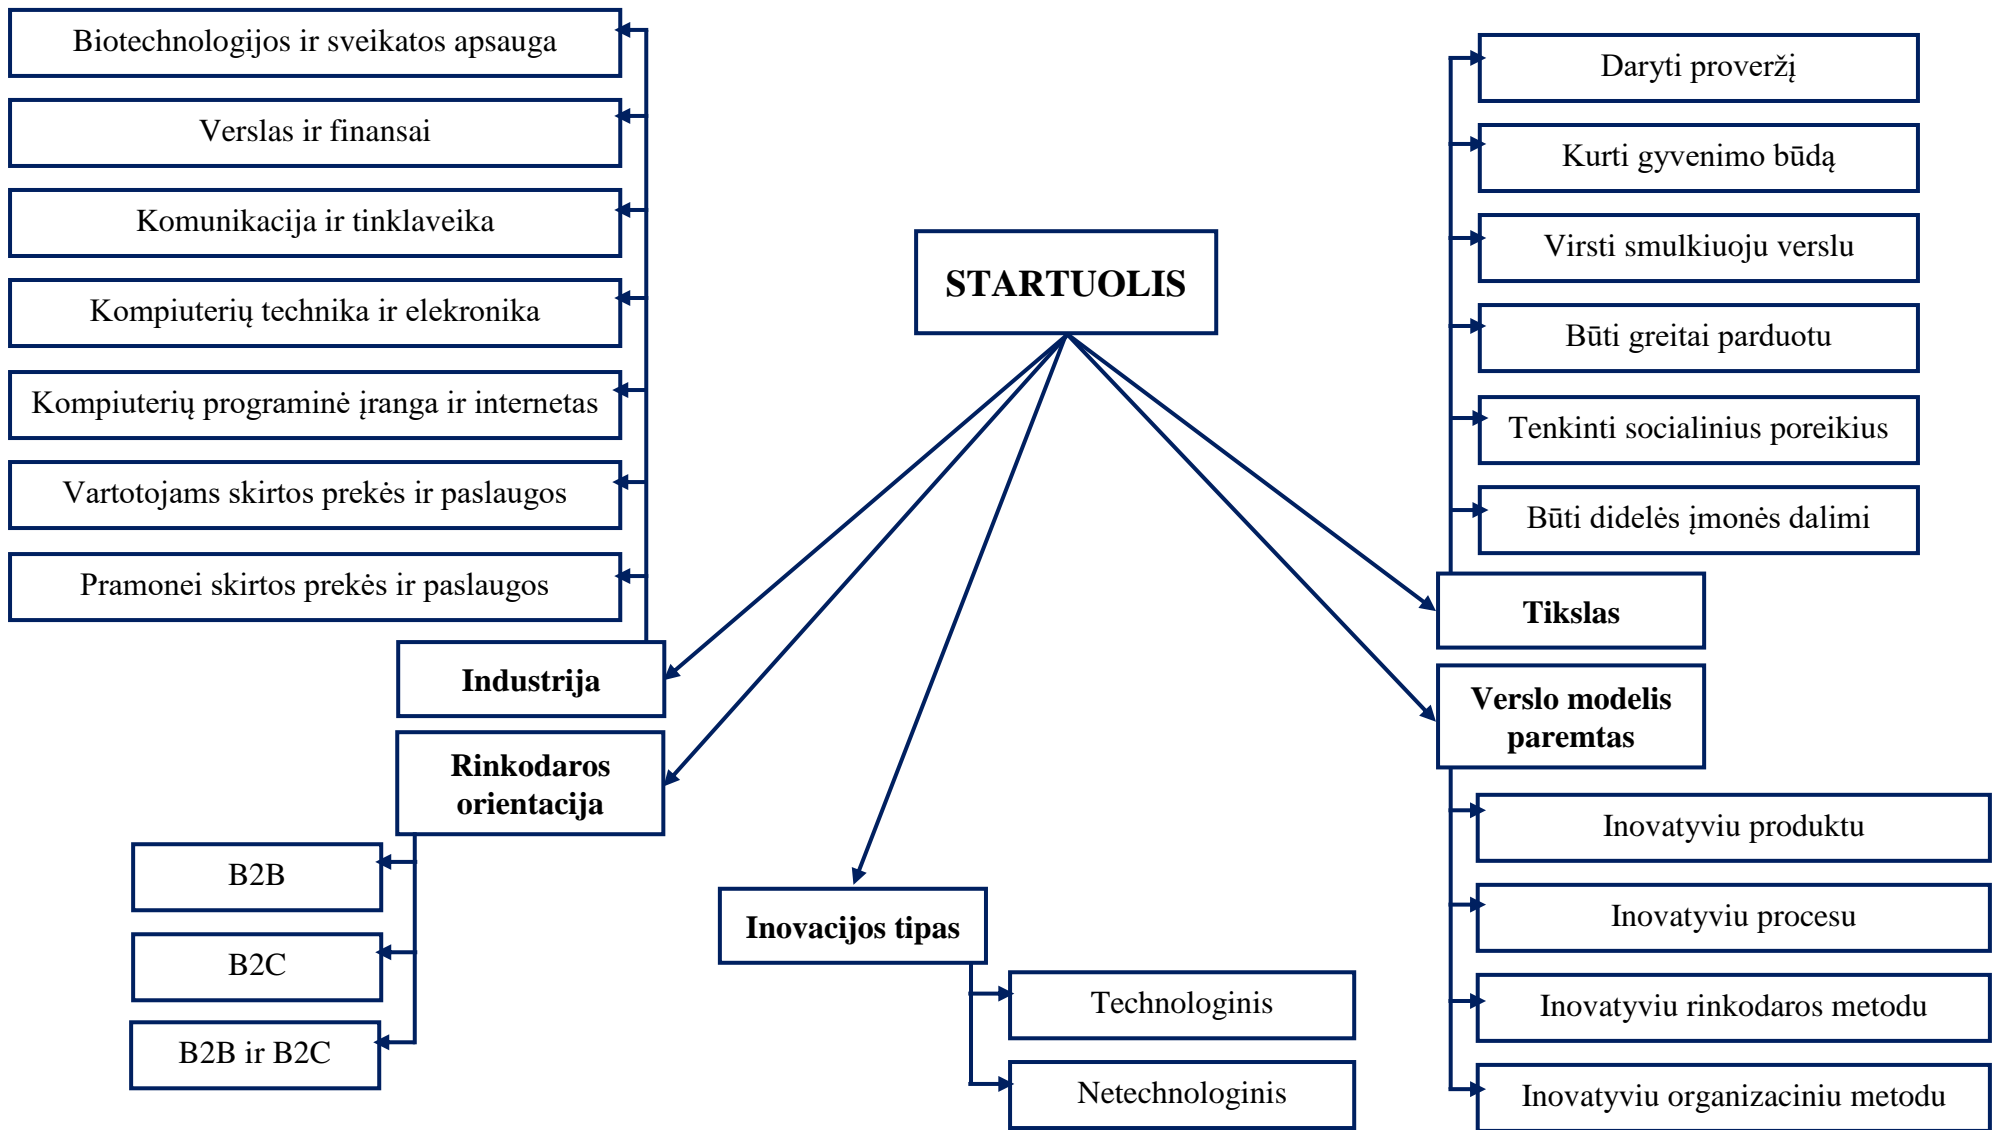 Biotechnologijos ir sveikatos apsauga
Verslas ir finansai
Komunikacija ir tinklaveika
Kompiuterių technika ir elekronika
Kompiuterių programinė įranga ir internetas
Vartotojams skirtos prekės ir paslaugos
Pramonei skirtos prekės ir paslaugos
Industrija
Rinkodaros
orientacija
B2B
B2C
B2B ir B2C
STARTUOLIS
Inovacijos tipas
Technologinis
Netechnologinis
Daryti proveržį
Kurti gyvenimo būdą
Virsti smulkiuoju verslu
Būti greitai parduotu
Tenkinti socialinius poreikius
Būti didelės įmonės dalimi
Tikslas
Verslo modelis
paremtas
Inovatyviu produktu
Inovatyviu procesu
Inovatyviu rinkodaros metodu
Inovatyviu organizaciniu metodu